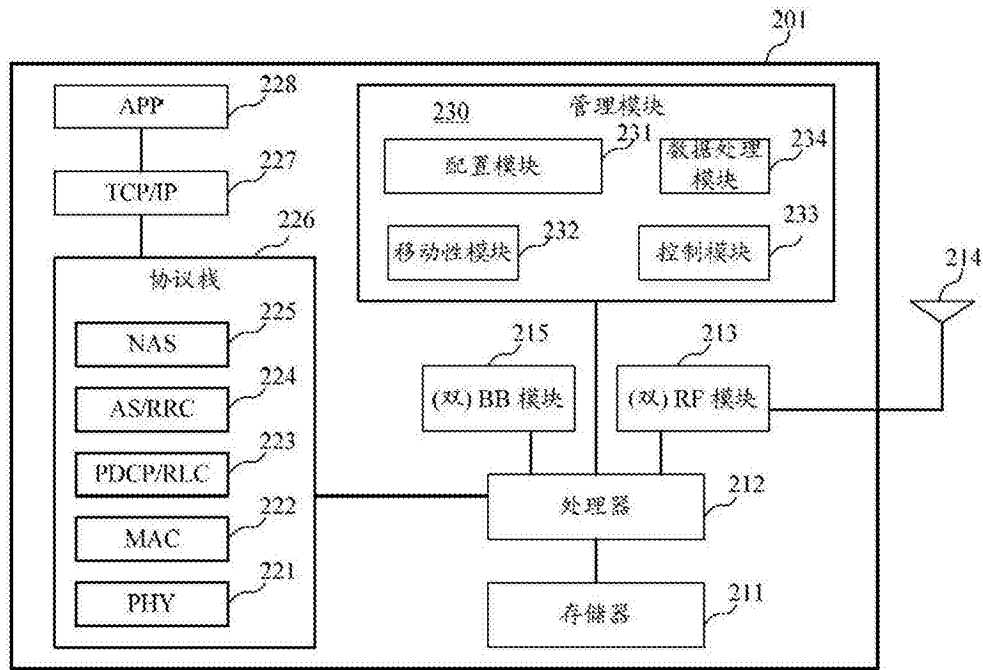 201
APP
228
TCP/IP
227
226
协议栈
NAS
225
AS/RRC
224
PDCP/RLC
223
MAC
222
PHY
221
管理模块
230
231
配置模块
数据处理
模块
234
移动性模块
232
控制模块
233
214
215
(双) BB 模块
213
(双) RF 模块
处理器
212
存储器
211